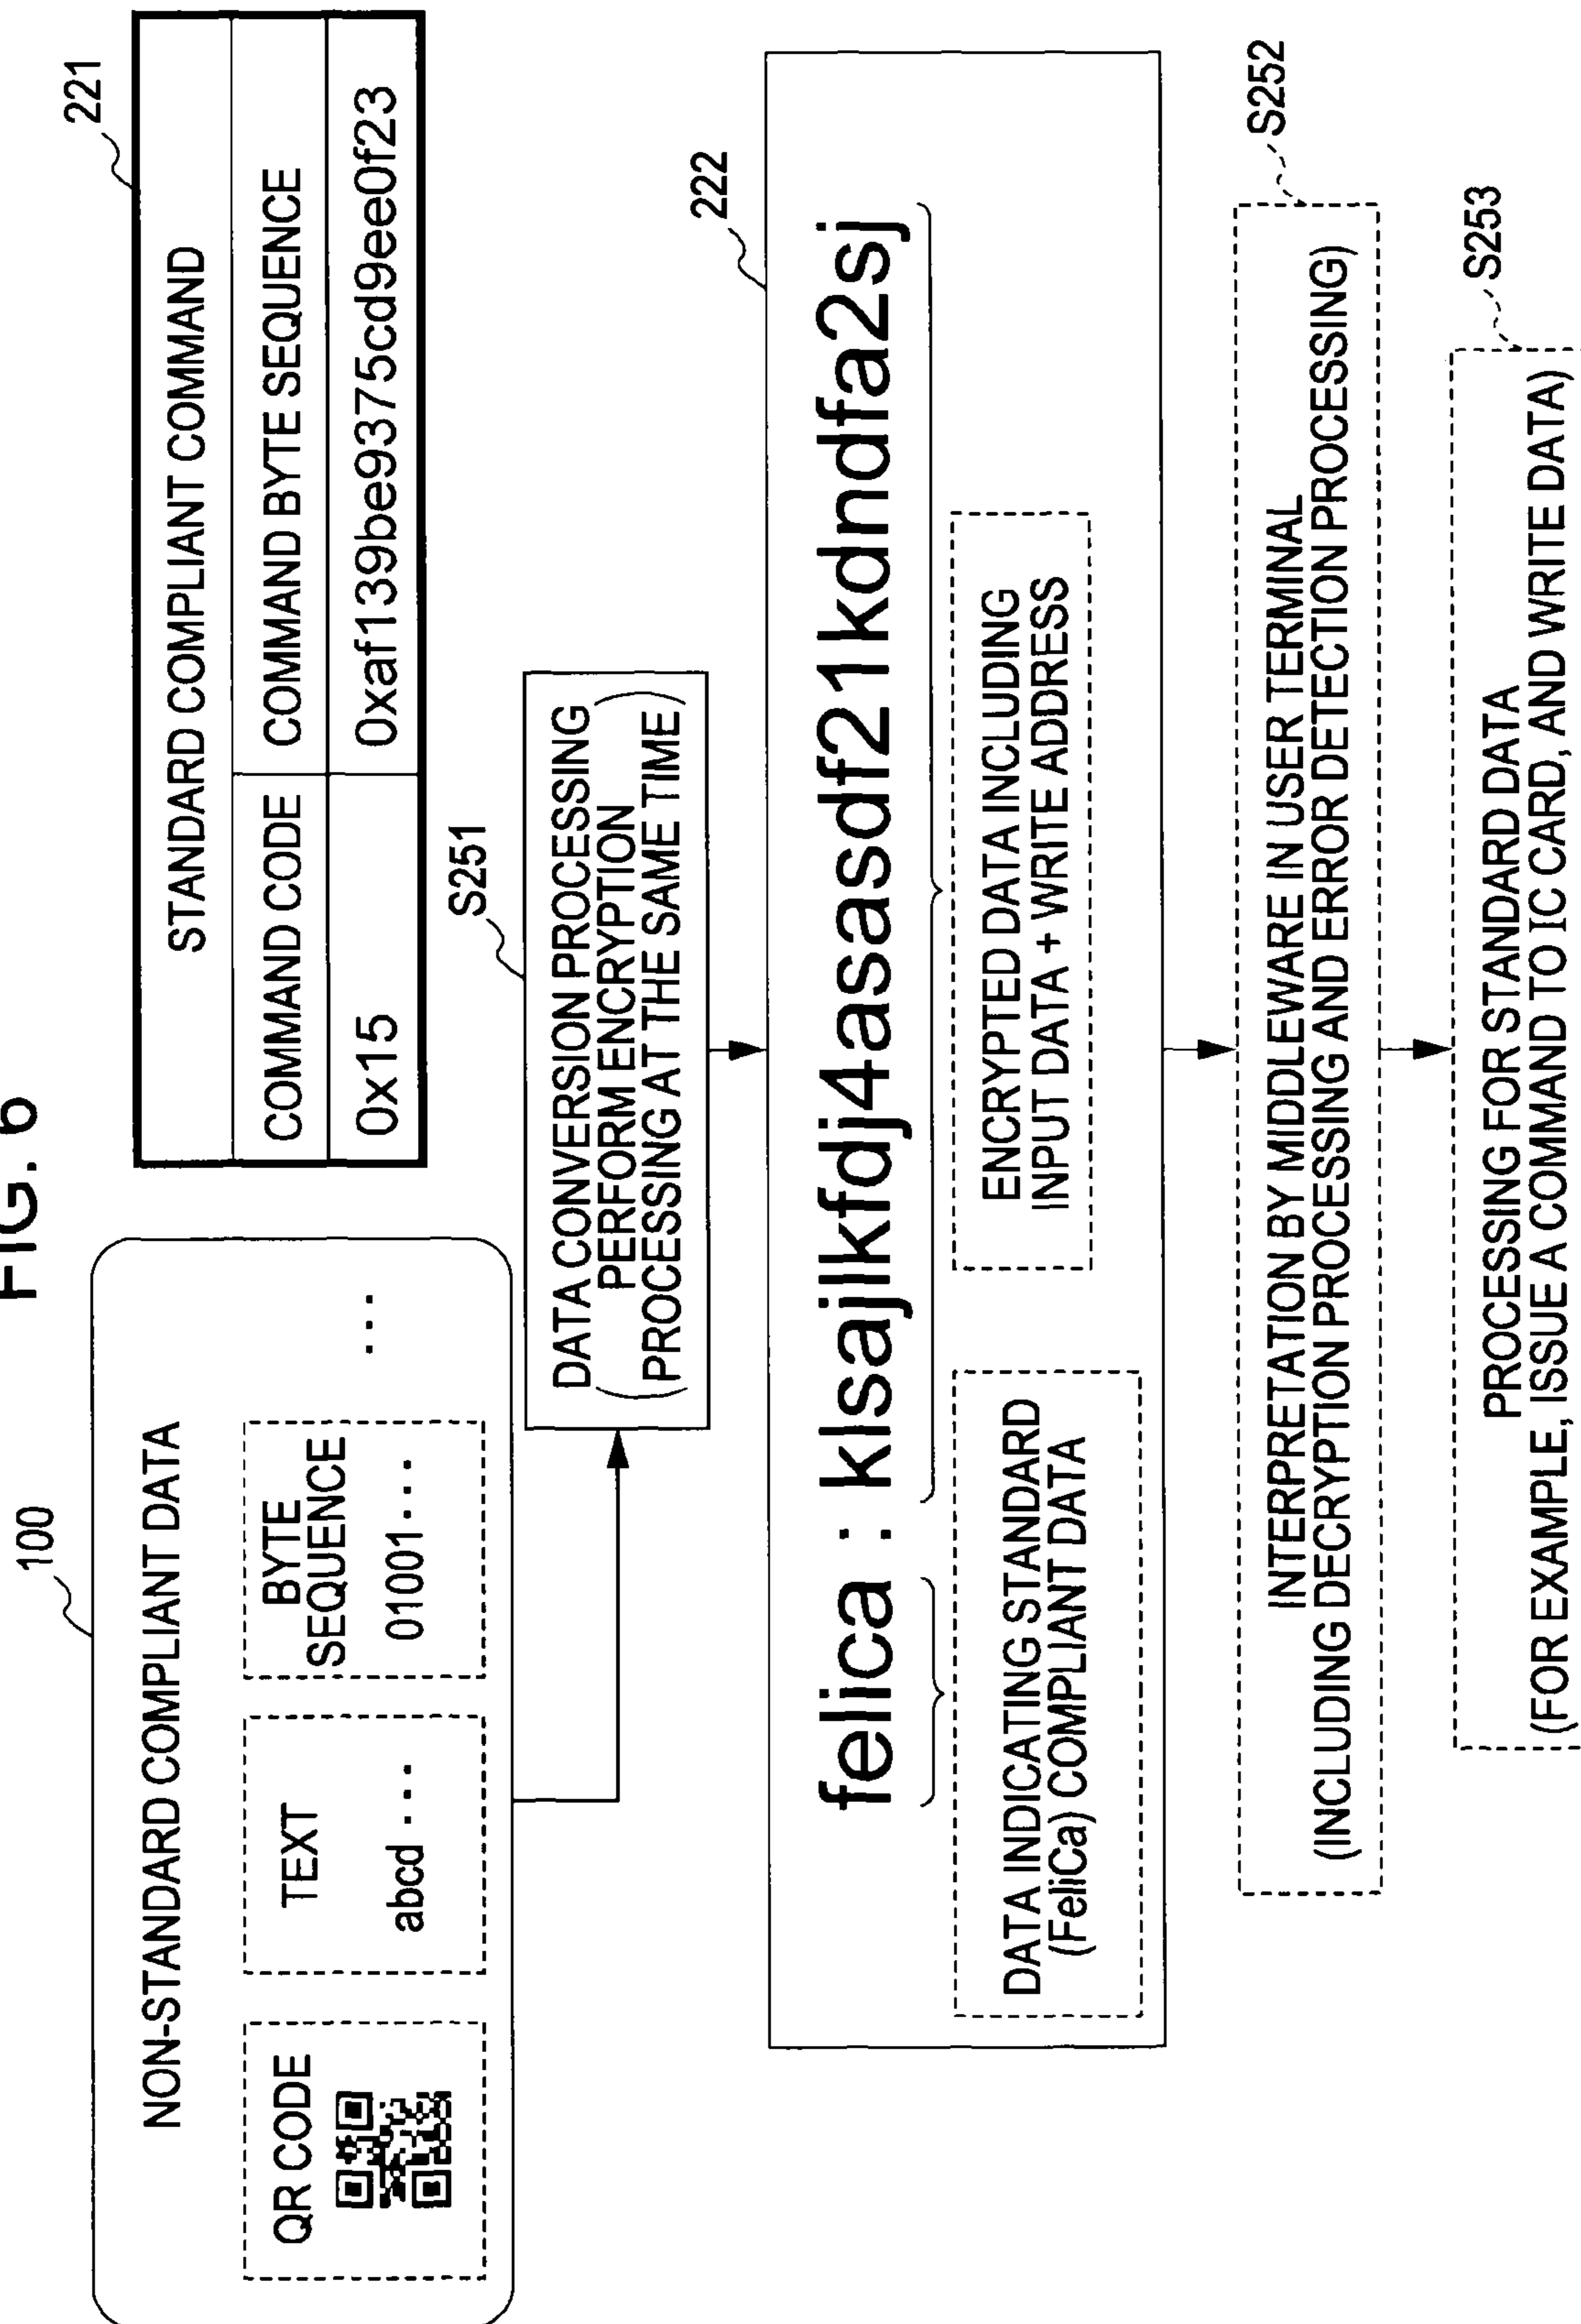 FIG. 6
100
NON-STANDARD COMPLIANT DATA
QR CODE
TEXT
abcd ...
BYTE
SEQUENCE
01001...
...
221
STANDARD COMPLIANT COMMAND
COMMAND CODE
COMMAND BYTE SEQUENCE
0x15
0xaf139be9375cd9ee0f23
S251
DATA CONVERSION PROCESSING
(PERFORM ENCRYPTION
PROCESSING AT THE SAME TIME)
222
felica : klsajlkfdj4asasdf21kdndfa2sj
DATA INDICATING STANDARD
(FeliCa) COMPLIANT DATA
ENCRYPTED DATA INCLUDING
INPUT DATA + WRITE ADDRESS
S252
INTERPRETATION BY MIDDLEWARE IN USER TERMINAL
(INCLUDING DECRYPTION PROCESSING AND ERROR DETECTION PROCESSING)
S253
PROCESSING FOR STANDARD DATA
(FOR EXAMPLE, ISSUE A COMMAND TO IC CARD, AND WRITE DATA)